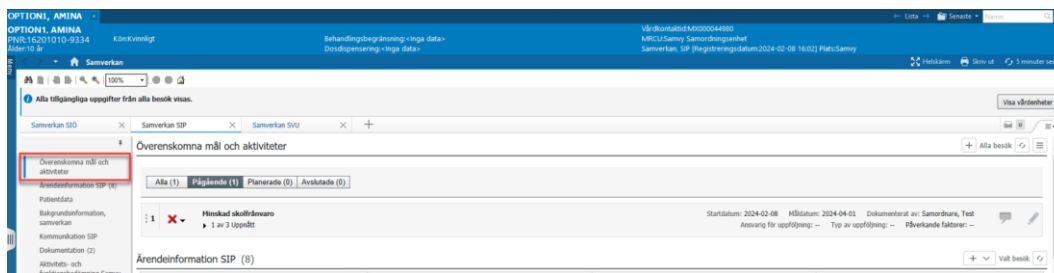 OPTION1, AMINA
← Lista → Senaste Namn
OPTION1, AMINA
PNR:16201010-9334 Kön:Kvinnligt
Ålder:10 år
Behandlingsbegränsning:<Inga data>
Dosdispensering:<Inga data>
Vårdkontaktid:MX000044980
MRCU:Samvy Samordningsenhet
Samverkan, SIP [Registreringsdatum:2024-02-08 16:02] Plats:Samvy
Menu
Samverkan
Helskärm Skriv ut 5 minuter se
100%
Alla tillgängliga uppgifter från alla besök visas.
Visa vårdenheter
Samverkan SIÖ Samverkan SIP Samverkan SVU
0
Överenskomna mål och aktiviteter
Alla besök
Överenskomna mål och
aktiviteter
Ärendeinformation SIP (8)
Patientdata
Bakgrundsinformation,
samverkan
Kommunikation SIP
Dokumentation (2)
Aktivitets- och
Alla (1) Pågående (1) Planerade (0) Avslutade (0)
1 Minskad skolfrånvaro
1 av 3 Uppnått
Startdatum: 2024-02-08 Måldatum: 2024-04-01 Dokumenterat av: Samordnare, Test
Ansvarig för uppföljning: -- Typ av uppföljning: -- Påverkande faktorer: --
Ärendeinformation SIP (8)
Valt besök